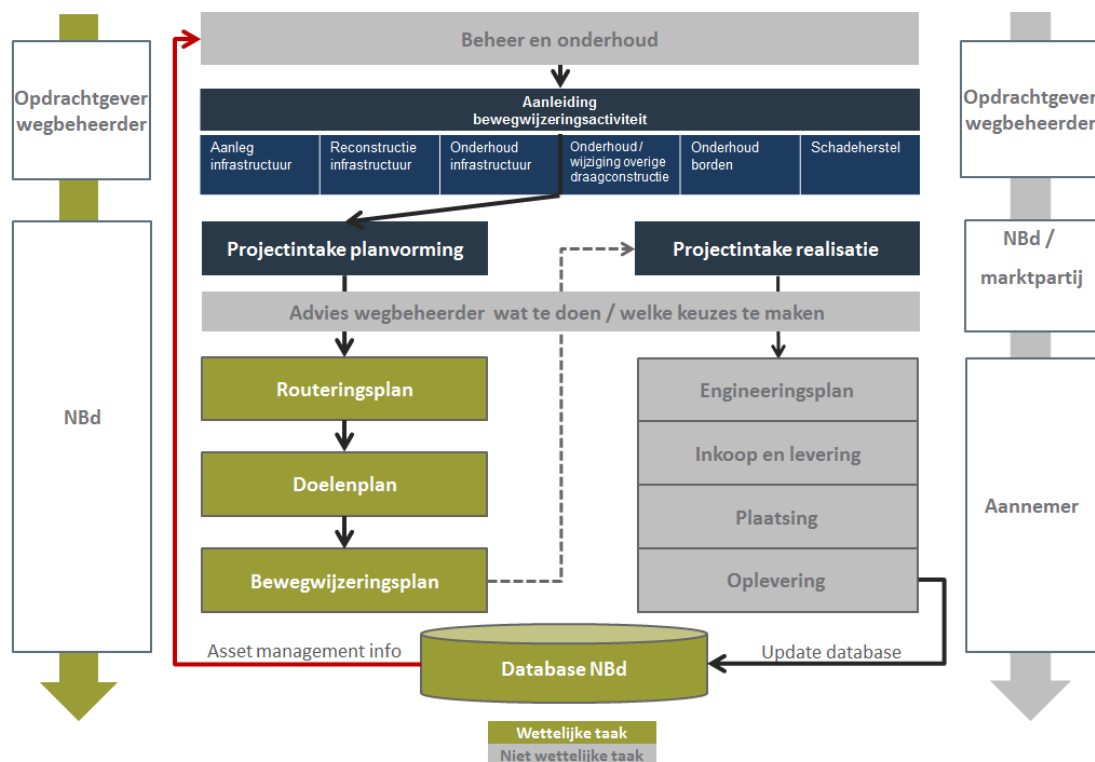 Beheer en onderhoud
Opdrachtgever
wegbeheerder
Opdrachtgever
wegbeheerder
Aanleiding
bewegwijzeringsactiviteit
Aanleg
infrastructuur
Reconstructie
infrastructuur
Onderhoud
infrastructuur
Onderhoud /
wijziging overige
draagconstructie
Onderhoud
borden
Schadeherstel
NBd
Projectintake planvorming
Projectintake realisatie
NBd /
marktpartij
Advies wegbeheerder wat te doen / welke keuzes te maken
Routeringsplan
Doelenplan
Bewegwijzeringsplan
Engineeringsplan
Inkoop en levering
Plaatsing
Oplevering
Aannemer
Asset management info
Database NBd
Update database
Wettelijke taak
Niet wettelijke taak